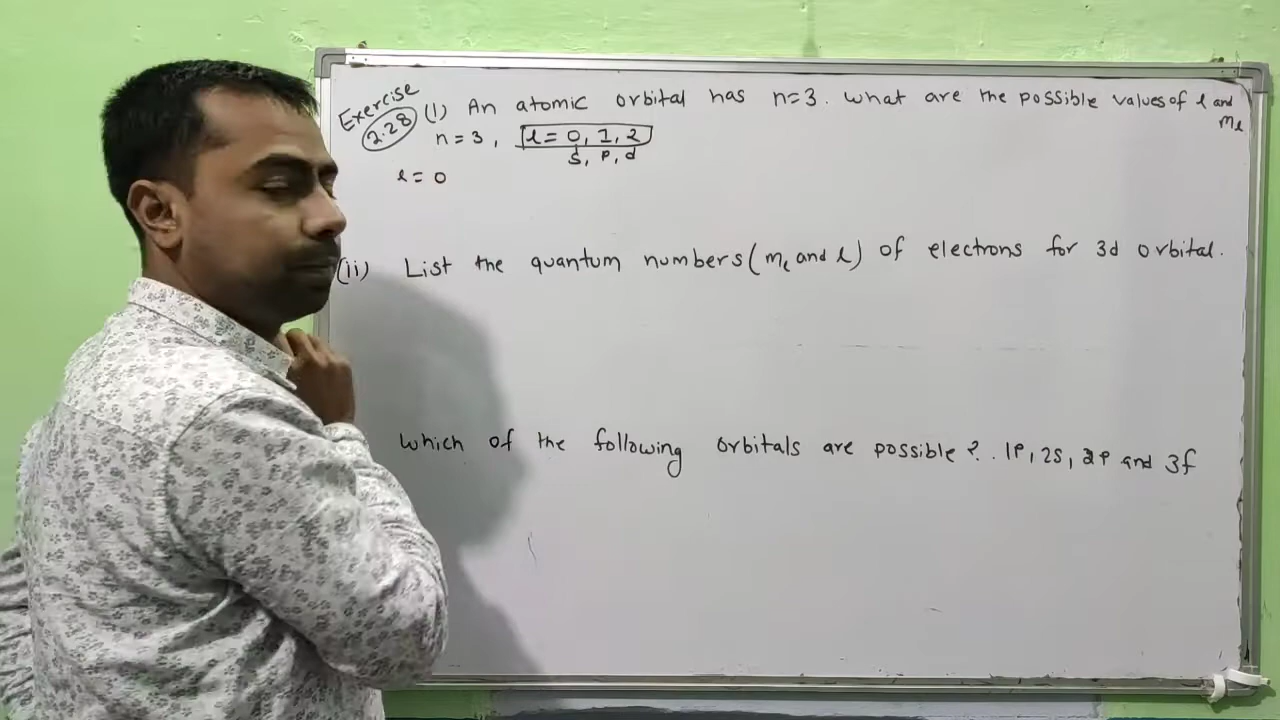 Exercise
2.28
(1) An atomic orbital has n=3. What are the possible values of l and
ml
n=3, l = 0, 1, 2
s, p, d
l = 0
(ii) List the quantum numbers (ml and l) of electrons for 3d orbital.
Which of the following orbitals are possible? . 1P, 2S, 2P and 3f